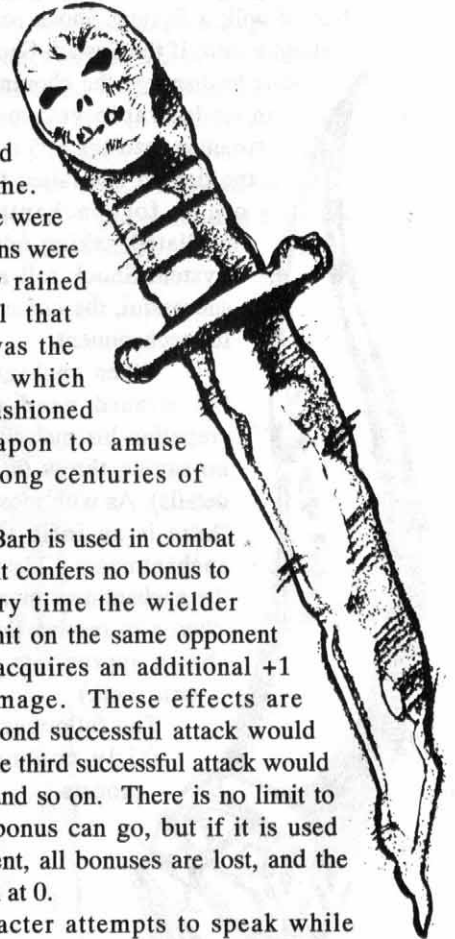 me.
e were
ns were
rained
l that
was the
which
shioned
apon to amuse
ong centuries of
Barb is used in combat
t confers no bonus to
ry time the wielder
hit on the same opponent
acquires an additional +1
mage. These effects are
ond successful attack would
e third successful attack would
and so on. There is no limit to
bonus can go, but if it is used
ent, all bonuses are lost, and the
at 0.
acter attempts to speak while